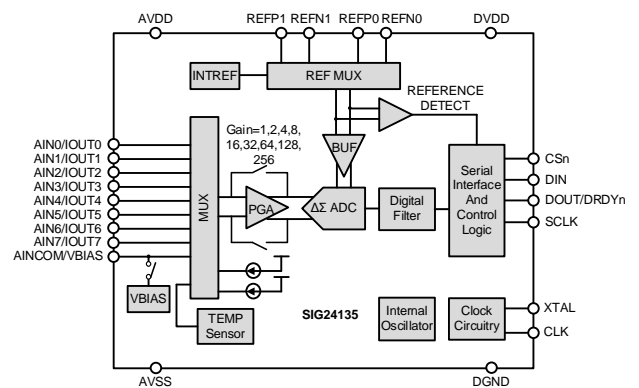 AVDD
REFP1 REFN1
REFP0 REFN0
DVDD
INTREF
REF MUX
REFERENCE
DETECT
Gain=1,2,4,8,
16,32,64,128,
256
BUF
AIN0/IOUT0
AIN1/IOUT1
AIN2/IOUT2
AIN3/IOUT3
AIN4/IOUT4
AIN5/IOUT5
AIN6/IOUT6
AIN7/IOUT7
AINCOM/VBIAS
MUX
PGA
ΔΣ ADC
Digital
Filter
Serial
Interface
And
Control
Logic
CSn
DIN
DOUT/DRDYn
SCLK
VBIAS
TEMP
Sensor
SIG24135
Internal
Oscillator
Clock
Circuitry
XTAL
CLK
AVSS
DGND